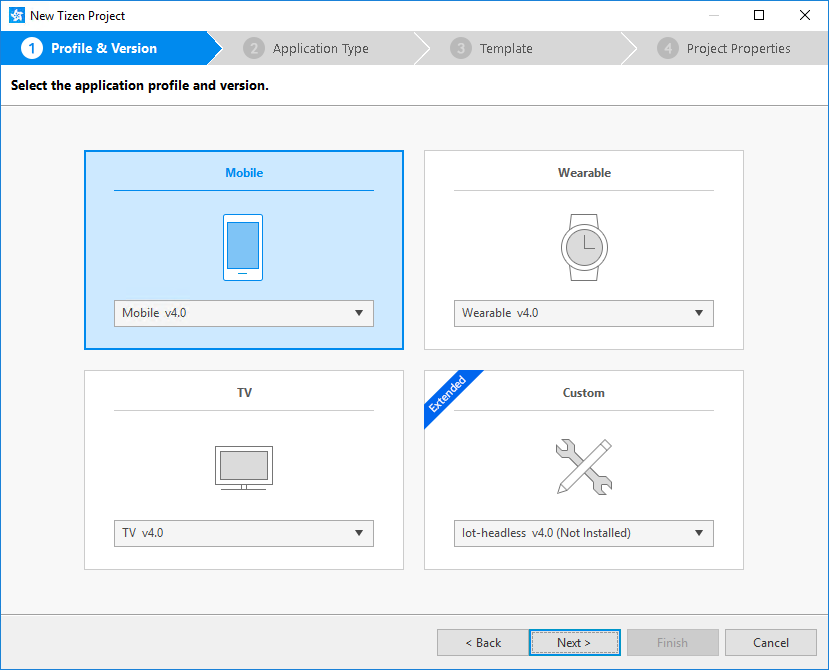 New Tizen Project
1 Profile & Version
2 Application Type
3 Template
4 Project Properties
Select the application profile and version.
Mobile
Mobile v4.0
Wearable
Wearable v4.0
TV
TV v4.0
Extended
Custom
Iot-headless v4.0 (Not Installed)
< Back
Next >
Finish
Cancel